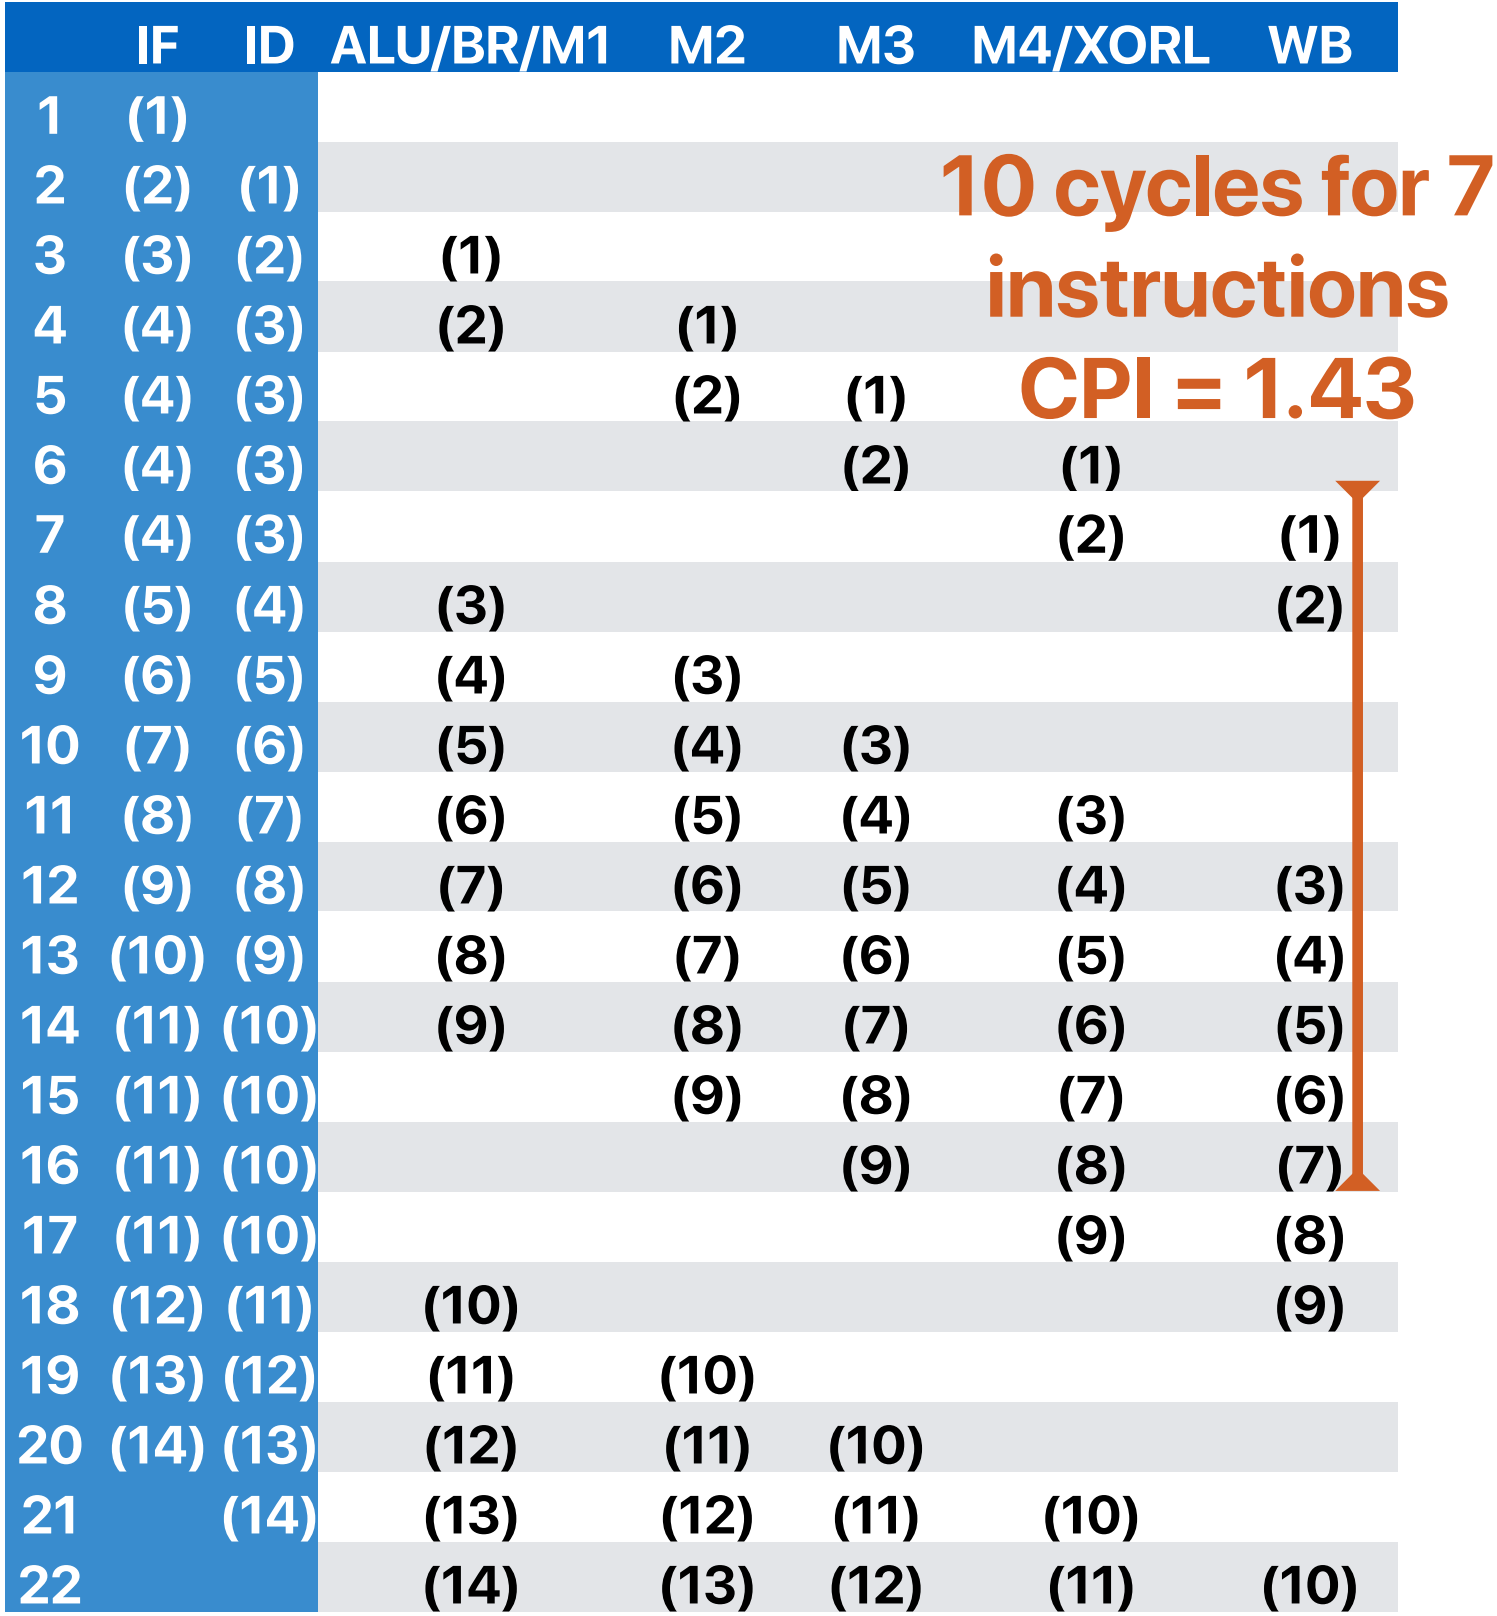 IF ID ALU/BR/M1 M2 M3 M4/XORL WB
1 (1)
2 (2) (1)
3 (3) (2) (1)
4 (4) (3) (2) (1)
5 (4) (3) (2) (1)
6 (4) (3) (2) (1)
7 (4) (3) (2) (1)
8 (5) (4) (3) (2)
9 (6) (5) (4) (3)
10 (7) (6) (5) (4) (3)
11 (8) (7) (6) (5) (4) (3)
12 (9) (8) (7) (6) (5) (4) (3)
13 (10) (9) (8) (7) (6) (5) (4)
14 (11) (10) (9) (8) (7) (6) (5)
15 (11) (10) (9) (8) (7) (6)
16 (11) (10) (9) (8) (7)
17 (11) (10) (9) (8)
18 (12) (11) (10) (9)
19 (13) (12) (11) (10)
20 (14) (13) (12) (11) (10)
21 (14) (13) (12) (11) (10)
22 (14) (13) (12) (11) (10)
10 cycles for 7
instructions
CPI = 1.43